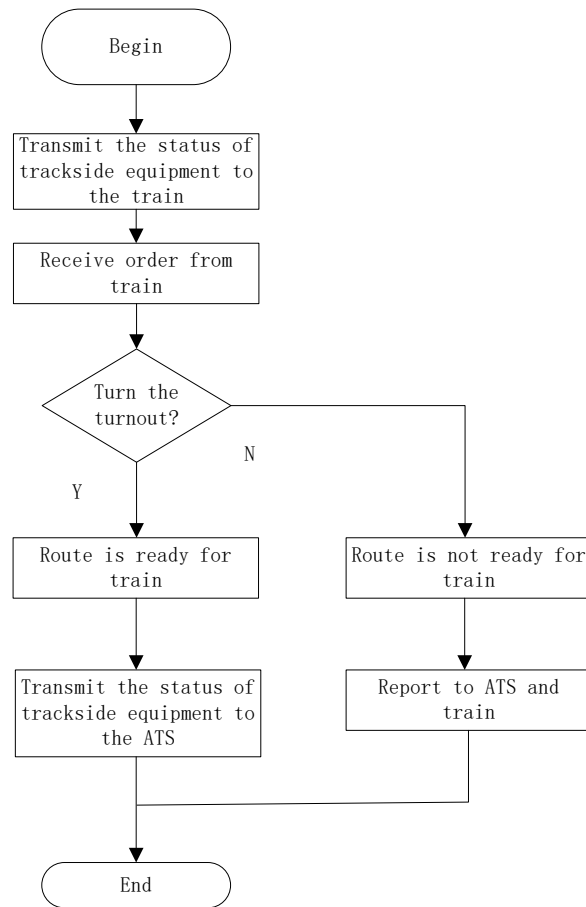 Begin
Transmit the status of
trackside equipment to
the train
Receive order from
train
Turn the
turnout?
N
Y
Route is ready for
train
Route is not ready for
train
Transmit the status of
trackside equipment to
the ATS
Report to ATS and
train
End